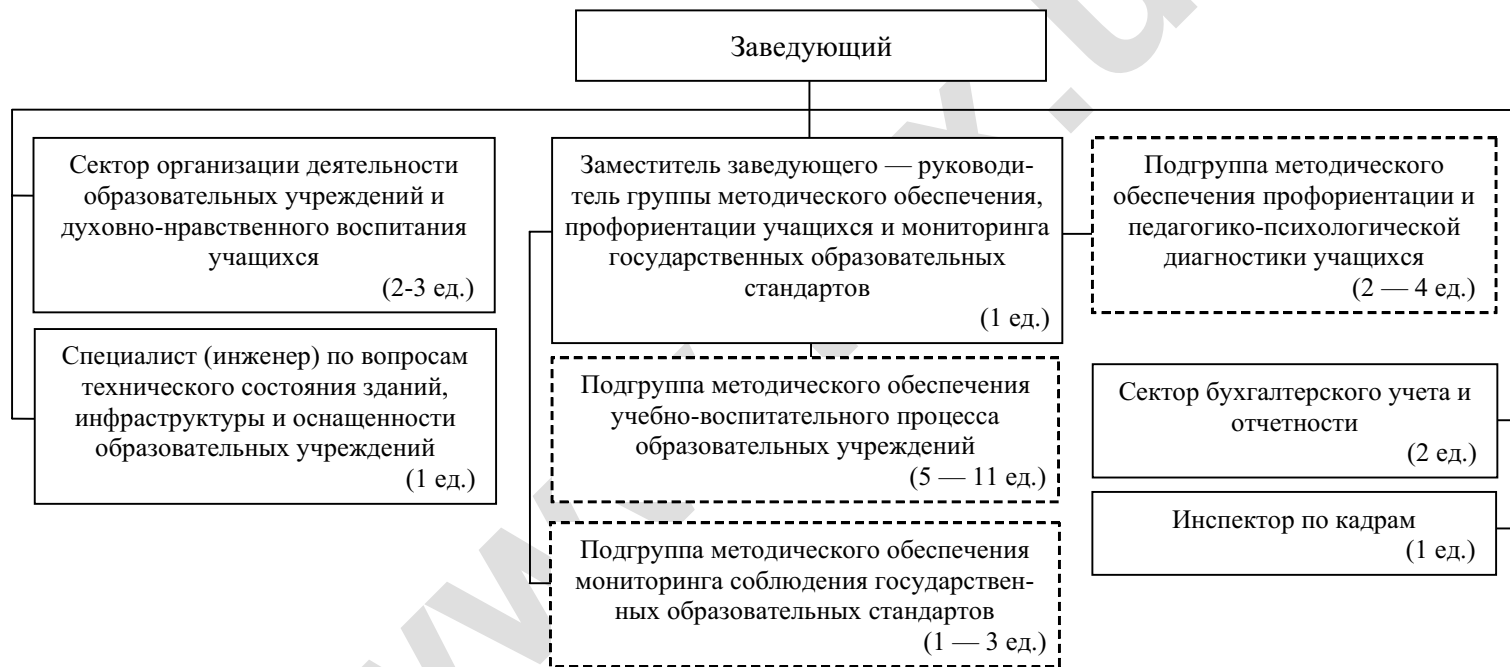 Заведующий
Сектор организации деятельности
образовательных учреждений и
духовно-нравственного воспитания
учащихся
(2-3 ед.)
Специалист (инженер) по вопросам
технического состояния зданий,
инфраструктуры и оснащенности
образовательных учреждений
(1 ед.)
Заместитель заведующего — руководи-
тель группы методического обеспечения,
профориентации учащихся и мониторинга
государственных образовательных
стандартов
(1 ед.)
Подгруппа методического обеспечения
учебно-воспитательного процесса
образовательных учреждений
(5 — 11 ед.)
Подгруппа методического обеспечения
мониторинга соблюдения государствен-
ных образовательных стандартов
(1 — 3 ед.)
Подгруппа методического
обеспечения профориентации и
педагогико-психологической
диагностики учащихся
(2 — 4 ед.)
Сектор бухгалтерского учета и
отчетности
(2 ед.)
Инспектор по кадрам
(1 ед.)